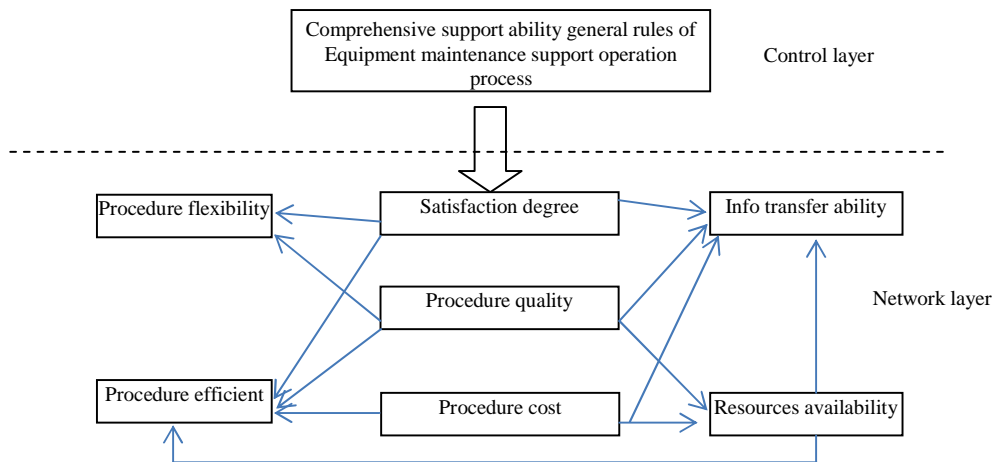 Comprehensive support ability general rules of
Equipment maintenance support operation
process
Control layer
Procedure flexibility
Satisfaction degree
Info transfer ability
Procedure quality
Network layer
Procedure efficient
Procedure cost
Resources availability